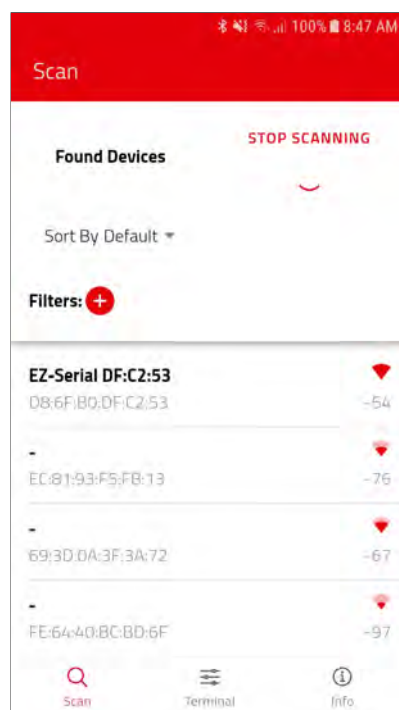 100% 8:47 AM
Scan
STOP SCANNING
Found Devices
Sort By Default
Filters:
EZ-Serial DF:C2:53
D8:6F:B0:DF:C2:53
-54
-
EC:81:93:F5:FB:13
-76
-
69:3D:0A:3F:3A:72
-67
-
FE:64:40:BC:BD:6F
-97
Scan Terminal Info